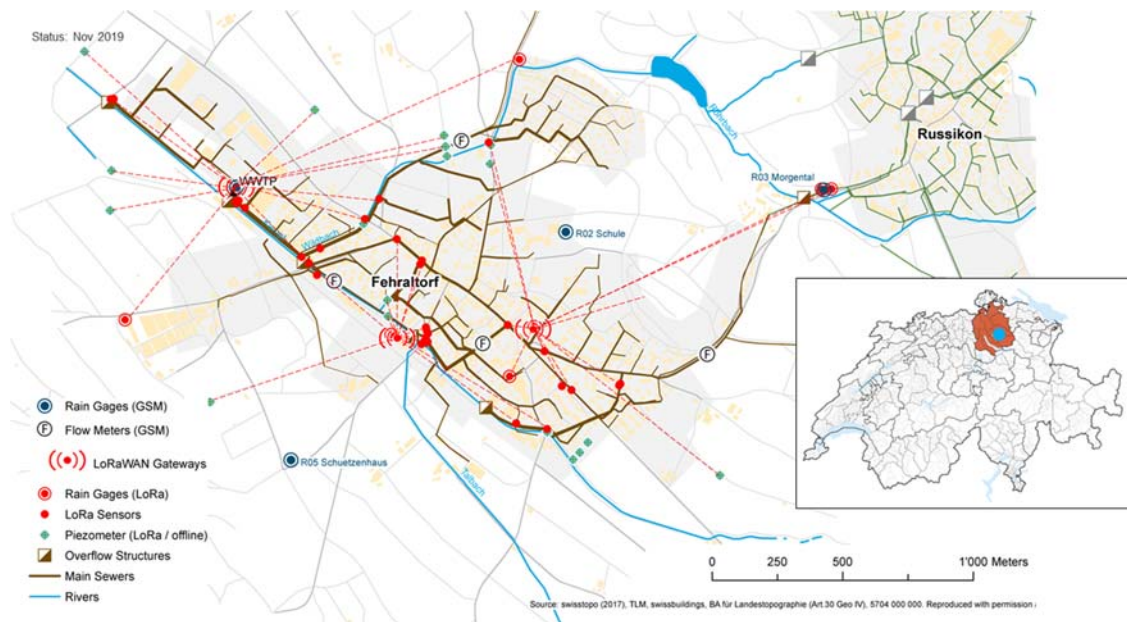 Status: Nov 2019
Röhrbach
Russikon
WWTP
R03 Morgental
R02 Schule
Wildbach
Fehraltorf
Rain Gages (GSM)
F Flow Meters (GSM)
LoRaWAN Gateways
R05 Schuetzenhaus
Talbach
Rain Gages (LoRa)
LoRa Sensors
Piezometer (LoRa / offline)
Overflow Structures
Main Sewers
Rivers
F
F
F
F
0 250 500 1'000 Meters
Source: swisstopo (2017), TLM, swissbuildings, BA für Landestopographie (Art.30 Geo IV), 5704 000 000. Reproduced with permission